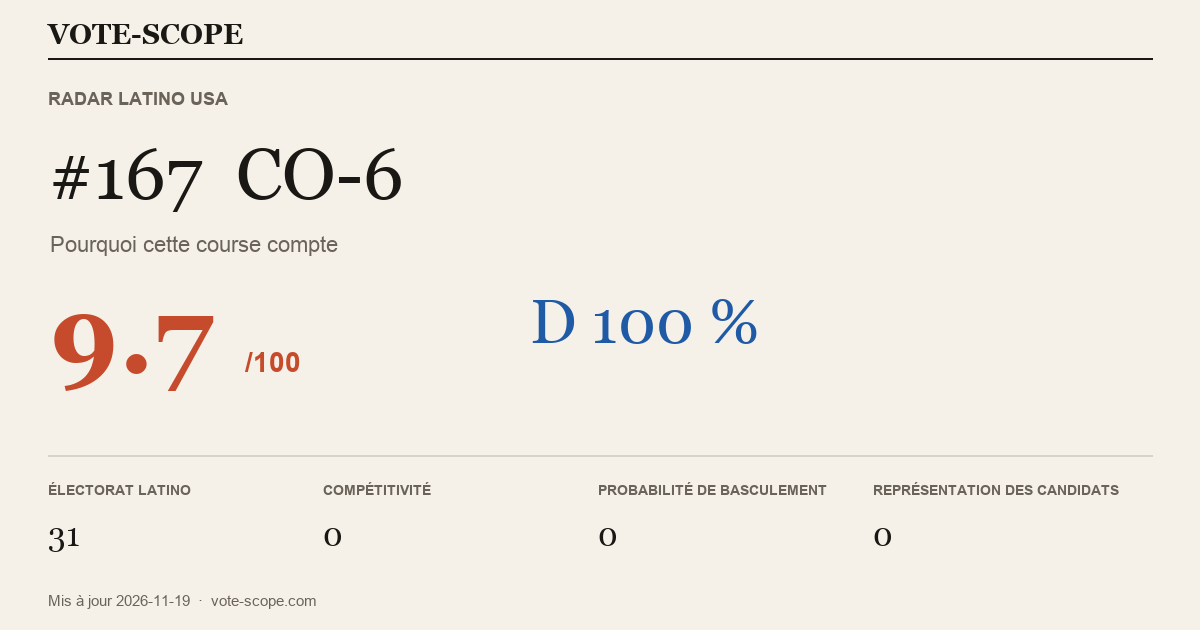 VOTE-SCOPE
RADAR LATINO USA
#167 CO-6
Pourquoi cette course compte
9.7 /100
D 100 %
ÉLECTORAT LATINO
COMPÉTITIVITÉ
PROBABILITÉ DE BASCULEMENT
REPRÉSENTATION DES CANDIDATS
31
0
0
0
Mis à jour 2026-11-19 · vote-scope.com